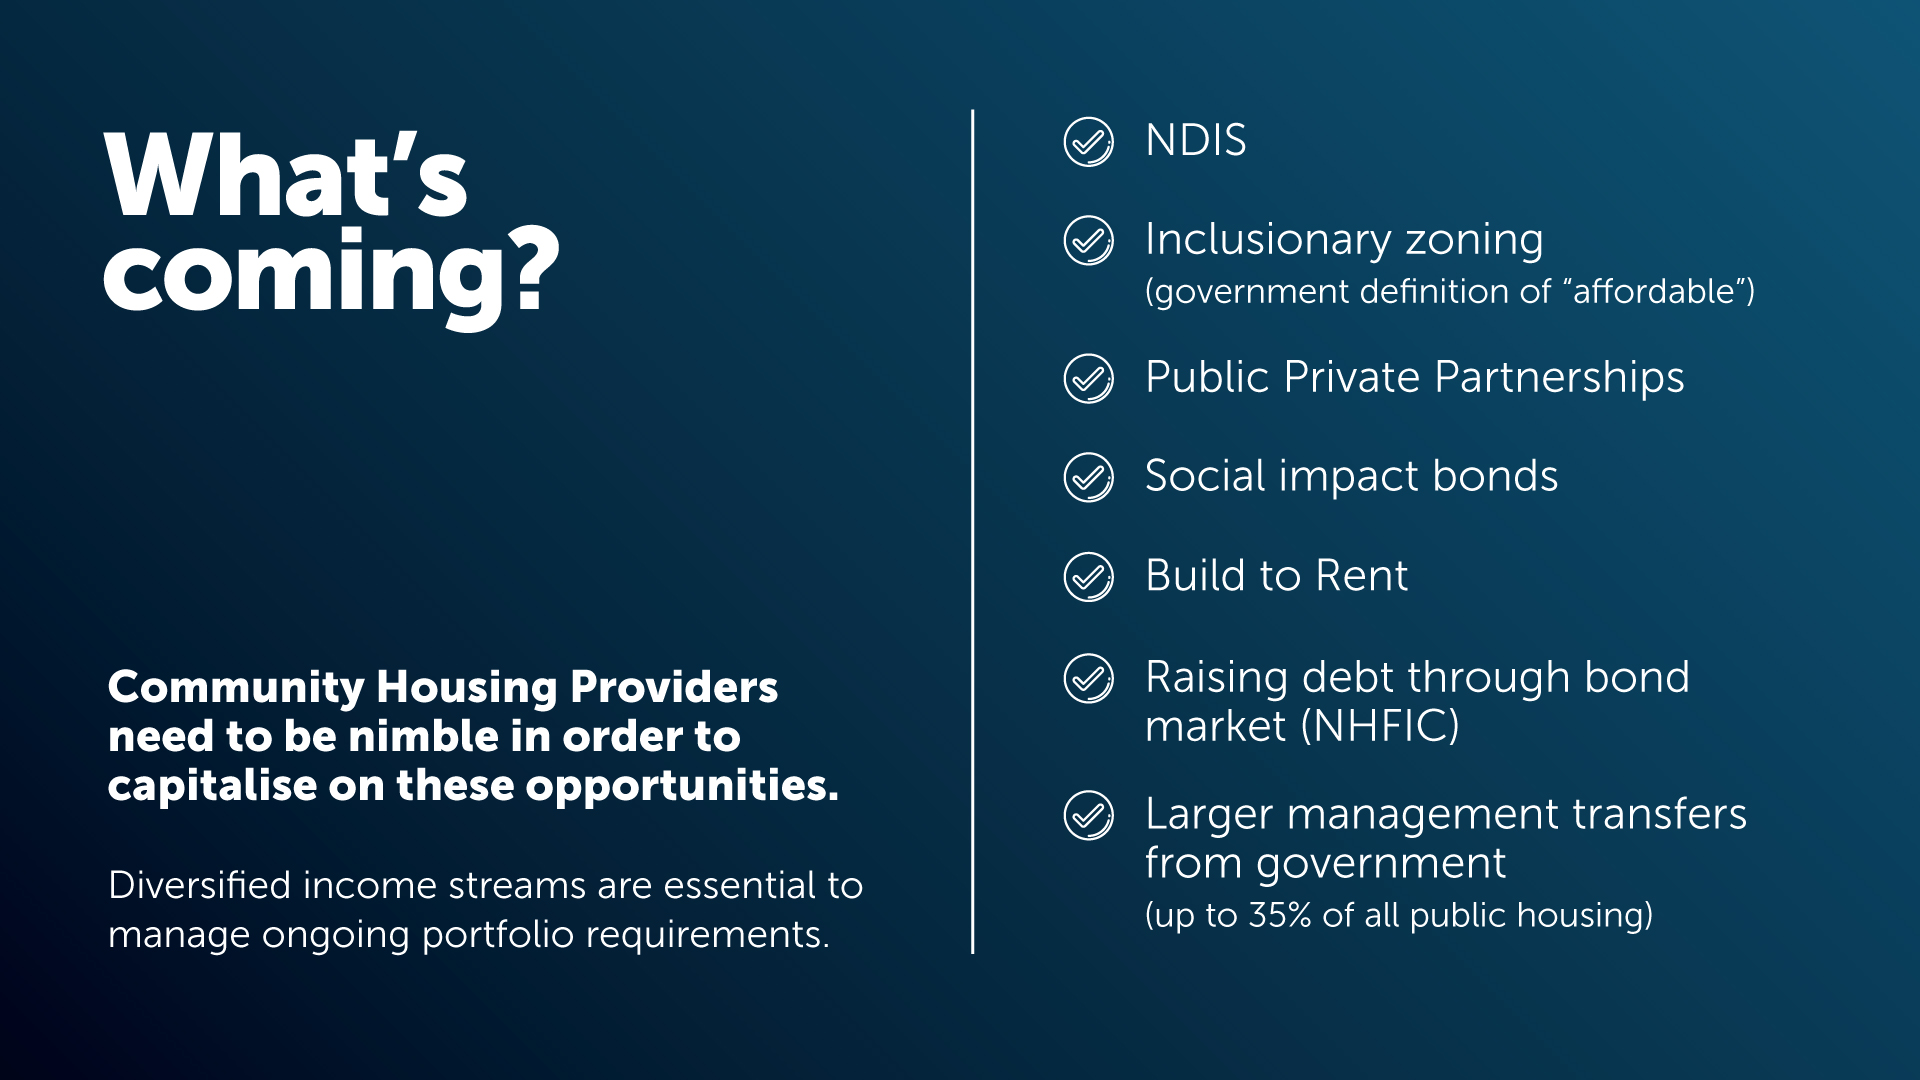 What’s
coming?
Community Housing Providers
need to be nimble in order to
capitalise on these opportunities.
Diversified income streams are essential to
manage ongoing portfolio requirements.
NDIS
Inclusionary zoning
(government definition of “affordable”)
Public Private Partnerships
Social impact bonds
Build to Rent
Raising debt through bond
market (NHFIC)
Larger management transfers
from government
(up to 35% of all public housing)